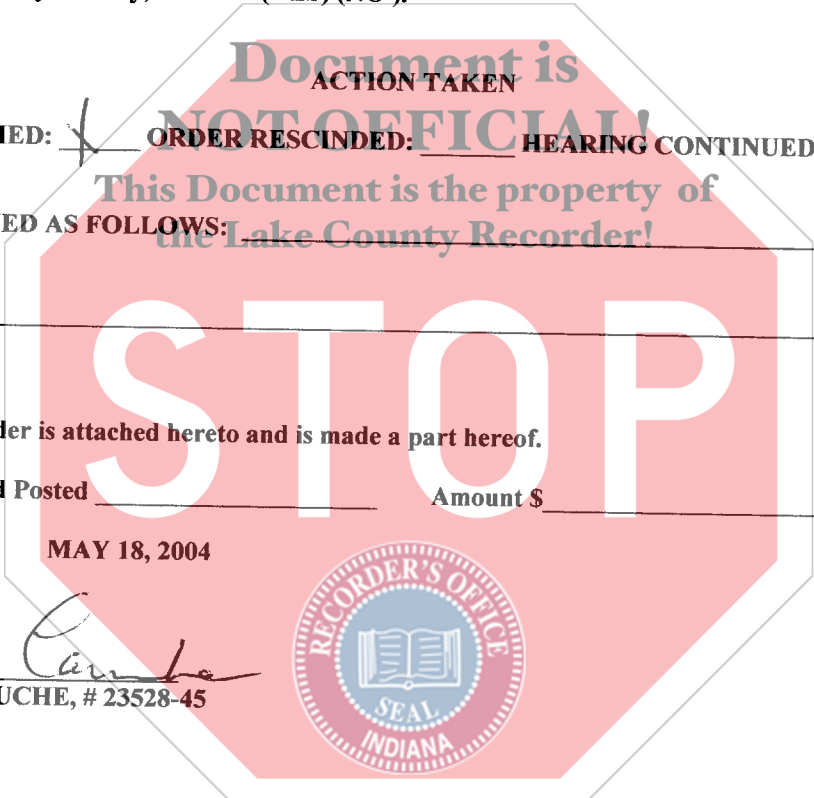 Document is
ACTION TAKEN
NOT OFFICIAL!
IED: ORDER RESCINDED: HEARING CONTINUED
This Document is the property of
ED AS FOLLOWS:
the Lake County Recorder!
STOP
der is attached hereto and is made a part hereof.
d Posted Amount $
MAY 18, 2004
UCHE, # 23528-45
RECORDER'S OFFICE
SEAL
INDIANA